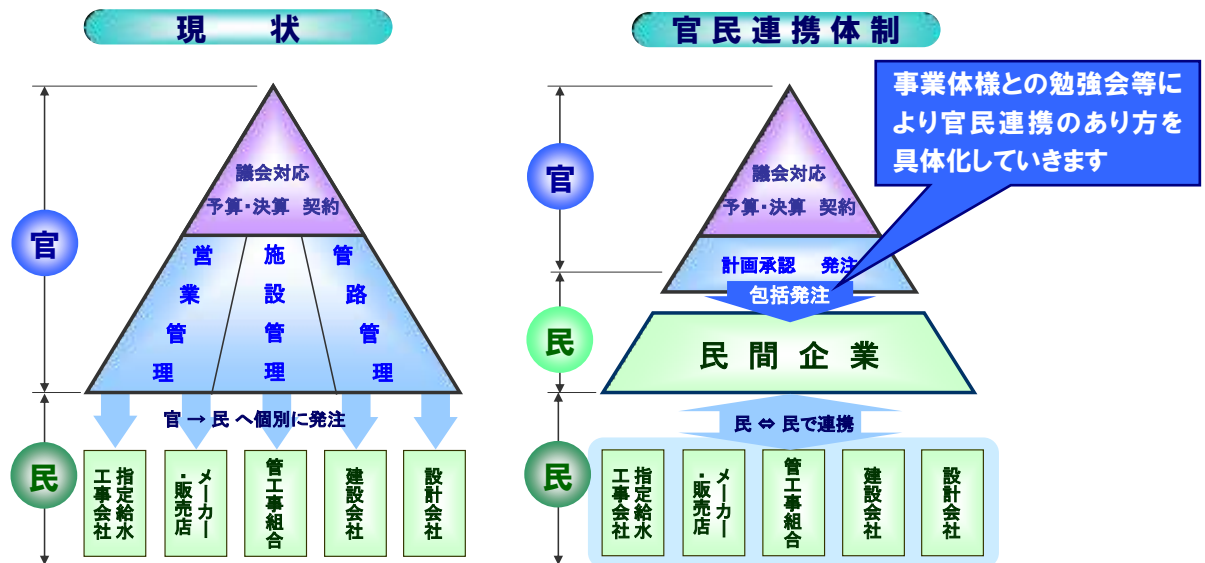 現状
官
議会対応
予算・決算 契約
営業管理
施設管理
管路管理
官 → 民 へ個別に発注
民
指定給水
工事会社
メーカー
・販売店
管工事組合
建設会社
設計会社
官民連携体制
事業体様との勉強会等に
より官民連携のあり方を
具体化していきます
官
議会対応
予算・決算 契約
計画承認 発注
包括発注
民
民間企業
民 ⇔ 民で連携
民
指定給水
工事会社
メーカー
・販売店
管工事組合
建設会社
設計会社